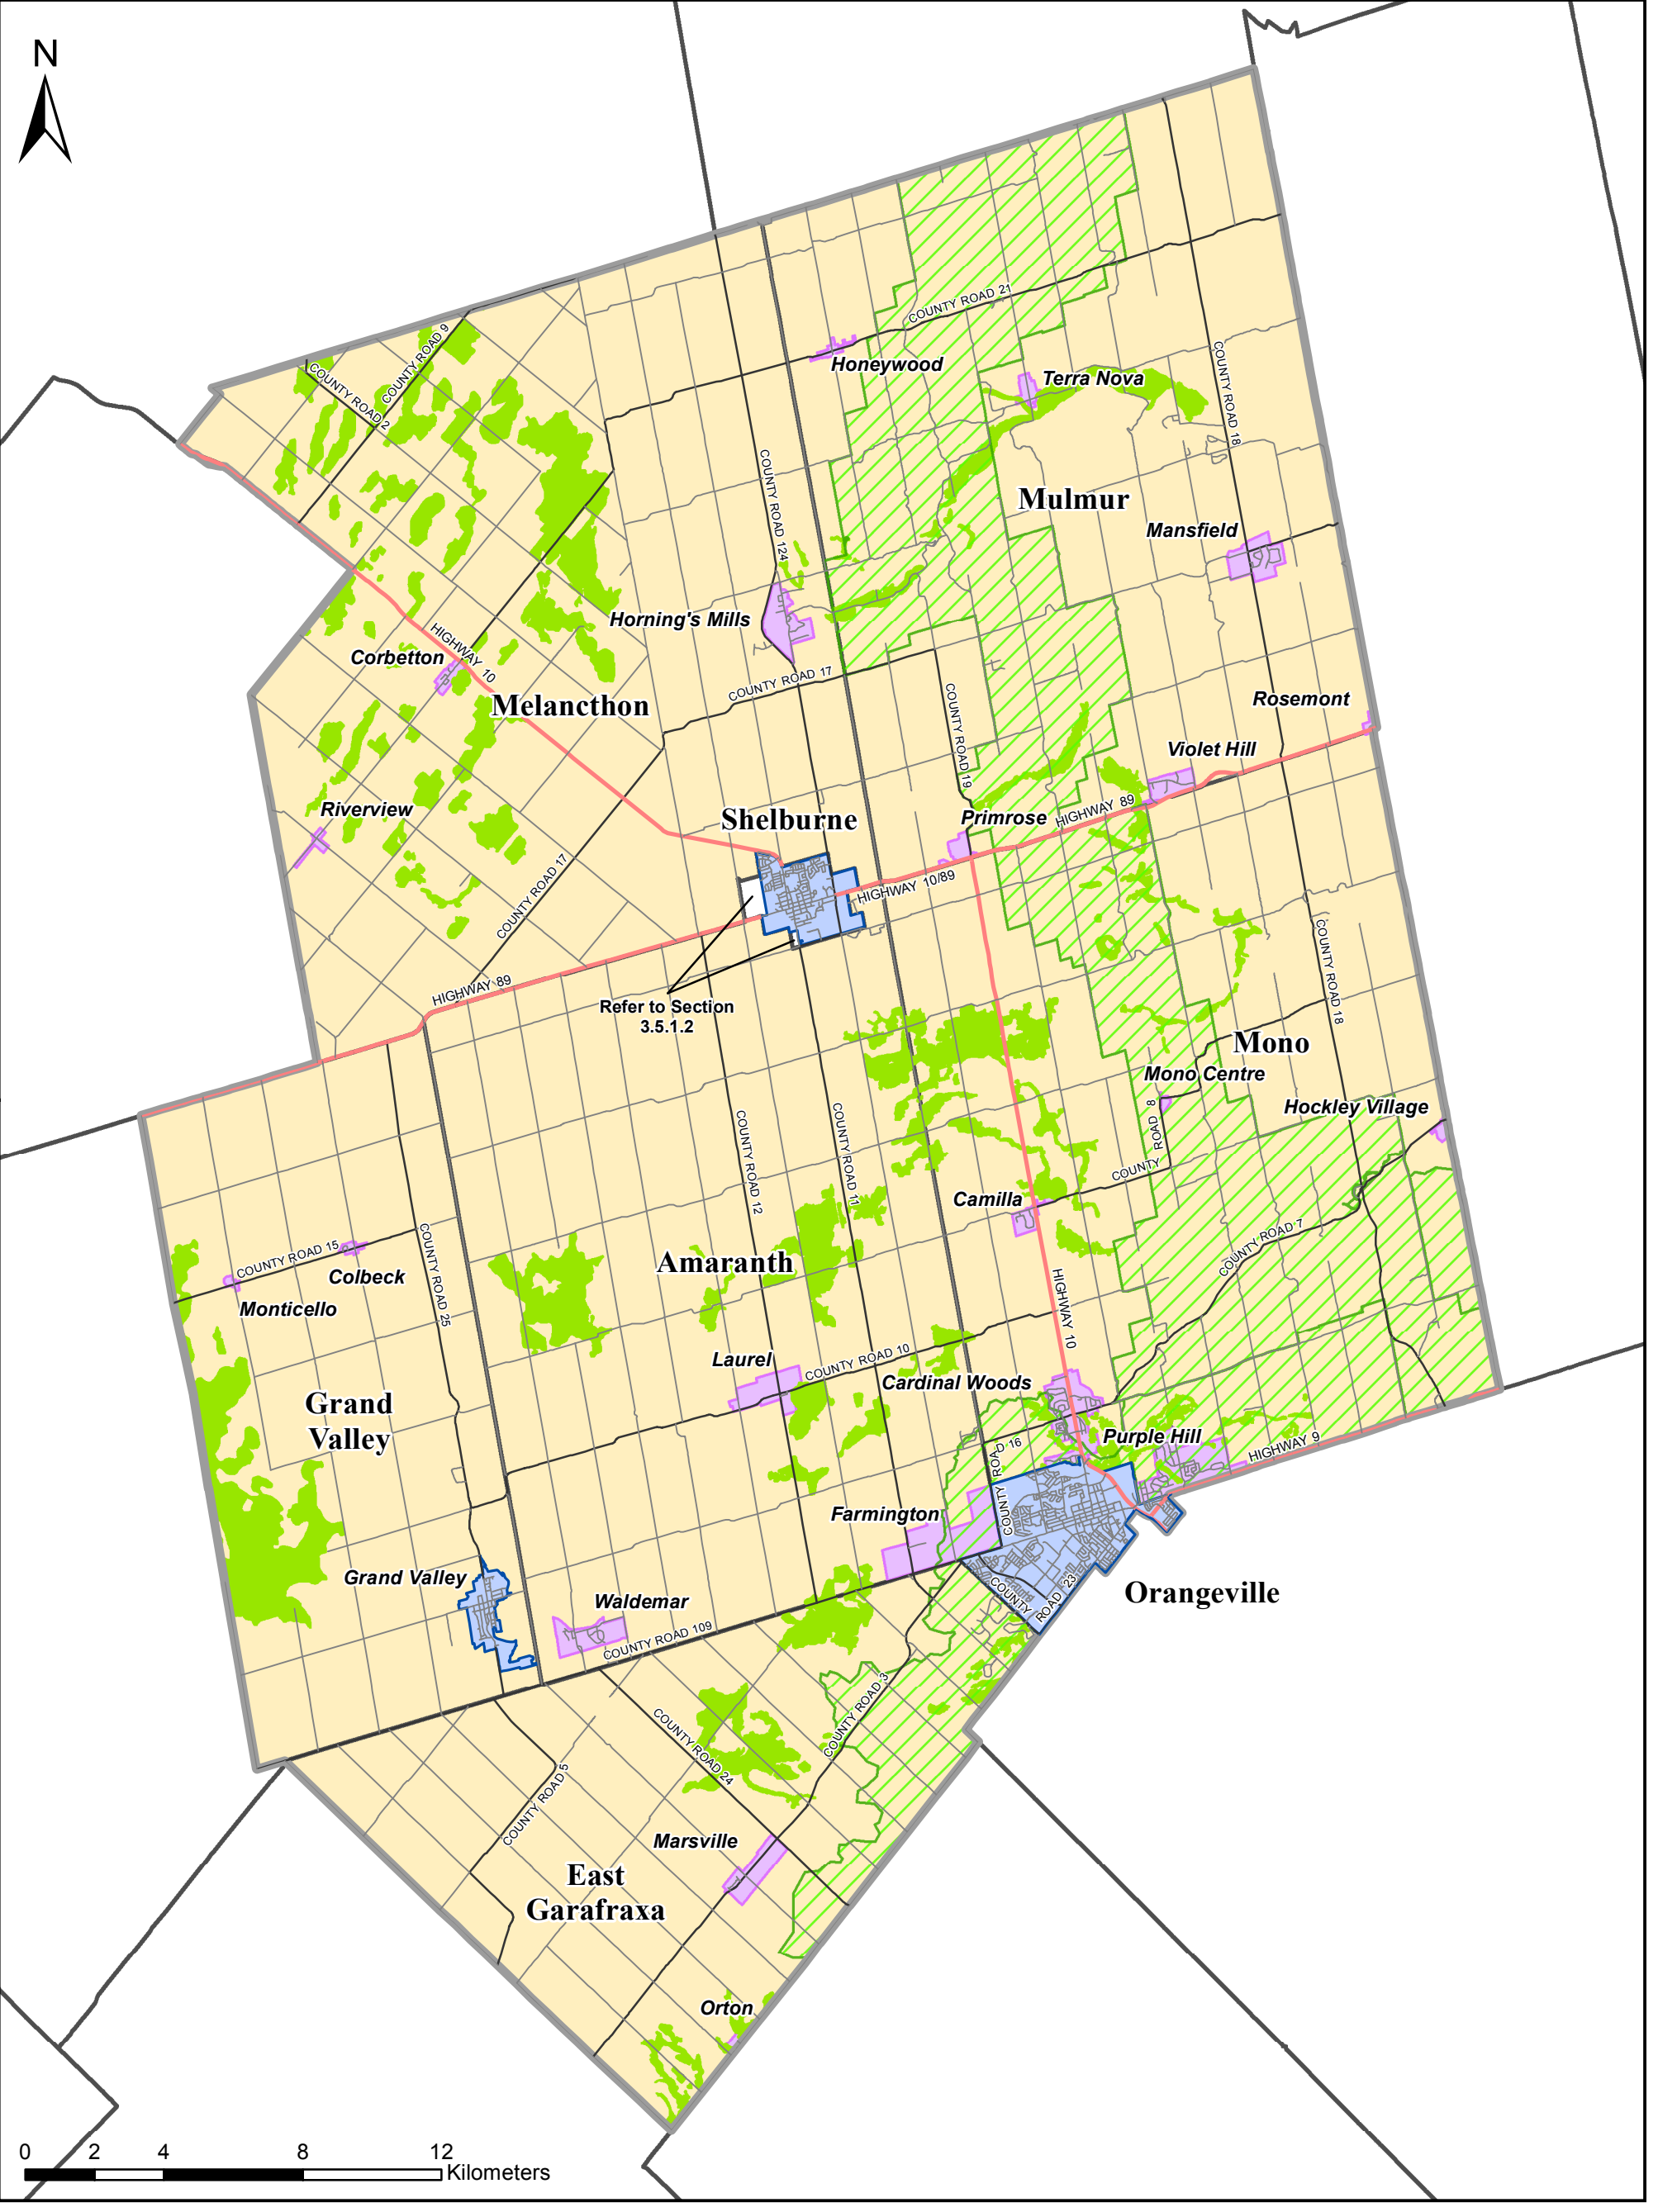 N
COUNTY ROAD 9
COUNTY ROAD 2
COUNTY ROAD 21
Honeywood
Terra Nova
COUNTY ROAD 18
COUNTY ROAD 124
Mulmur
Mansfield
Horning's Mills
HIGHWAY 10
Corbetton
COUNTY ROAD 17
Melancthon
COUNTY ROAD 19
Rosemont
Violet Hill
Riverview
Shelburne
Primrose
HIGHWAY 89
COUNTY ROAD 17
HIGHWAY 10/89
HIGHWAY 89
Refer to Section
3.5.1.2
COUNTY ROAD 18
Mono
Mono Centre
Hockley Village
COUNTY ROAD 12
COUNTY ROAD 11
COUNTY ROAD 8
Camilla
COUNTY ROAD 15
Colbeck
Monticello
COUNTY ROAD 25
Amaranth
COUNTY ROAD 7
HIGHWAY 10
Laurel
COUNTY ROAD 10
Cardinal Woods
Grand
Valley
Purple Hill
COUNTY ROAD 16
HIGHWAY 9
Farmington
Grand Valley
Waldemar
COUNTY ROAD 109
COUNTY ROAD 23
Orangeville
COUNTY ROAD 3
COUNTY ROAD 24
COUNTY ROAD 5
Marsville
East
Garafraxa
Orton
0 2 4 8 12
Kilometers